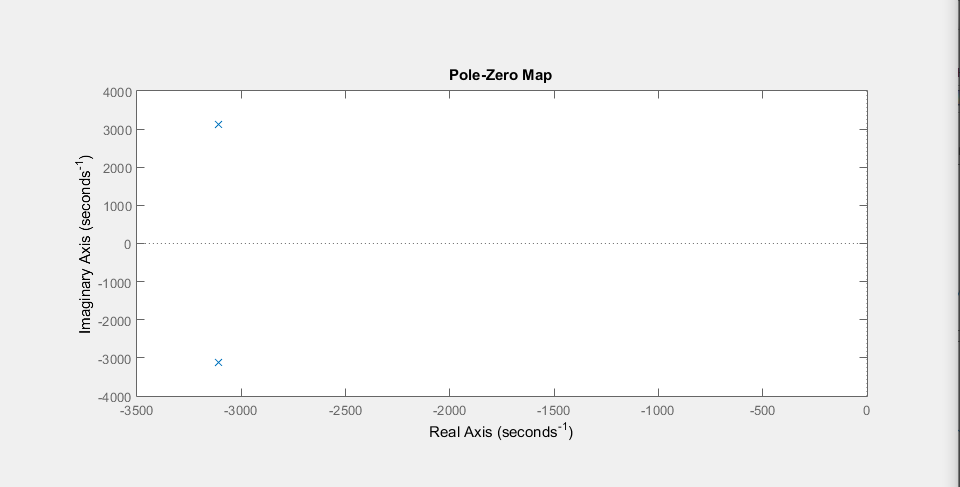 Pole-Zero Map
4000
3000
2000
1000
0
-1000
-2000
-3000
-4000
Imaginary Axis (seconds⁻¹)
-3500 -3000 -2500 -2000 -1500 -1000 -500 0
Real Axis (seconds⁻¹)